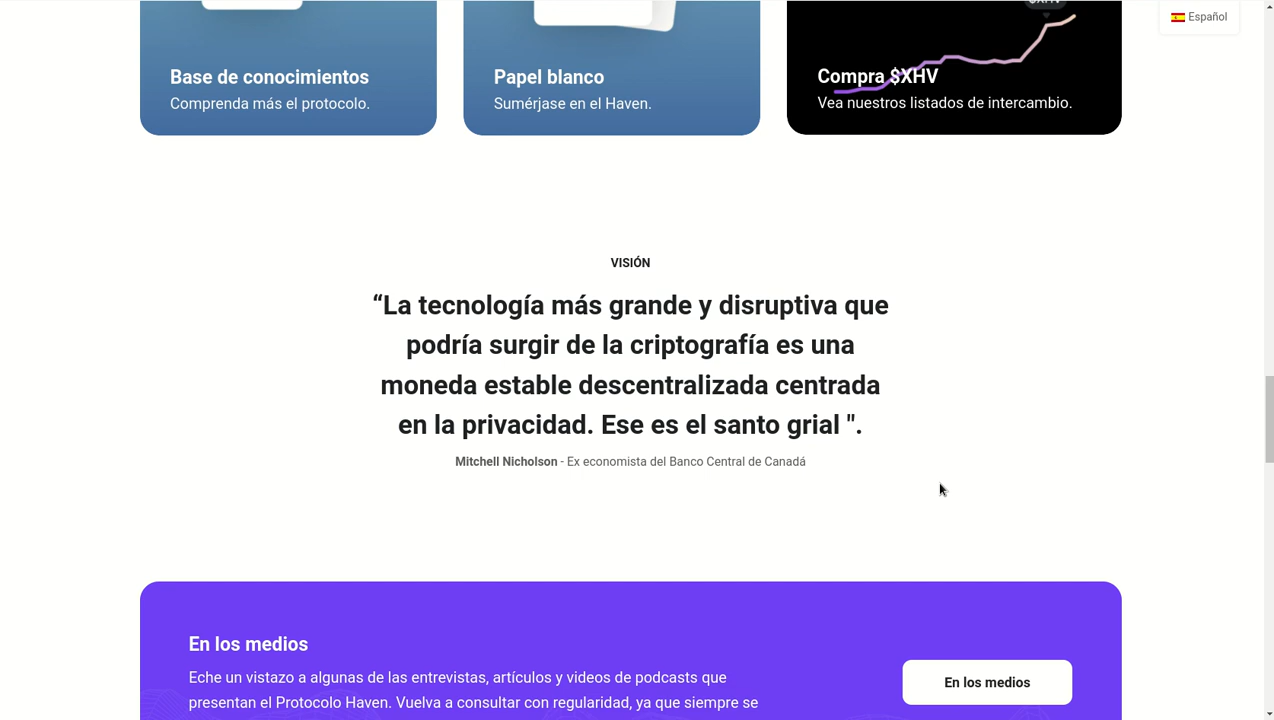 Español
Base de conocimientos
Comprenda más el protocolo.
Papel blanco
Sumérjase en el Haven.
Compra $XHV
Vea nuestros listados de intercambio.
VISIÓN
“La tecnología más grande y disruptiva que
podría surgir de la criptografía es una
moneda estable descentralizada centrada
en la privacidad. Ese es el santo grial ".
Mitchell Nicholson - Ex economista del Banco Central de Canadá
En los medios
Eche un vistazo a algunas de las entrevistas, artículos y videos de podcasts que
presentan el Protocolo Haven. Vuelva a consultar con regularidad, ya que siempre se
En los medios